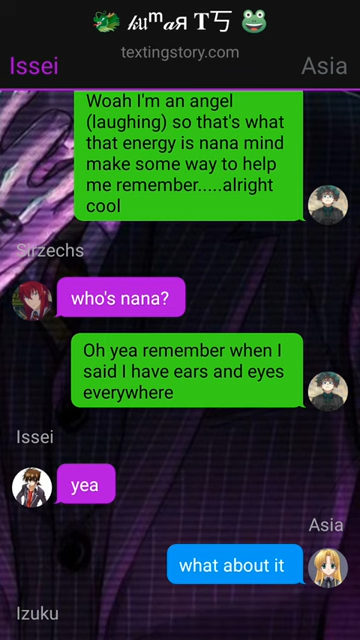 𝓴𝓾ᵐ𝒂я 𝐓丂
textingstory.com
Issei
Asia
Woah I'm an angel
(laughing) so that's what
that energy is nana mind
make some way to help
me remember.....alright
cool
Sirzechs
who's nana?
Oh yea remember when I
said I have ears and eyes
everywhere
Issei
yea
Asia
what about it
Izuku